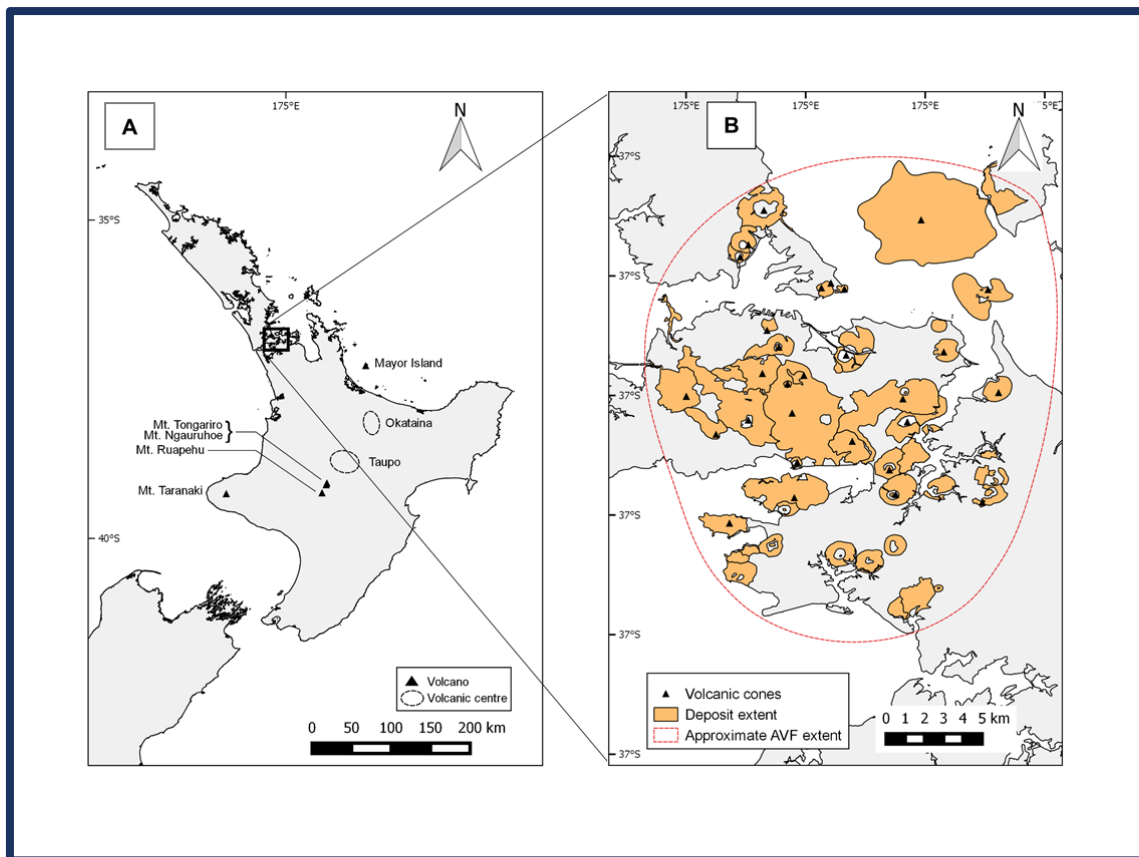 A
175°E
N
35°S
Mayor Island
Okataina
Mt. Tongariro
Mt. Ngauruhoe
Mt. Ruapehu
Taupo
Mt. Taranaki
40°S
Volcano
Volcanic centre
0 50 100 150 200 km
B
175°E 175°E 175°E 5°E
N
37°S
37°S
37°S
37°S
37°S
37°S
Volcanic cones
Deposit extent
Approximate AVF extent
0 1 2 3 4 5 km